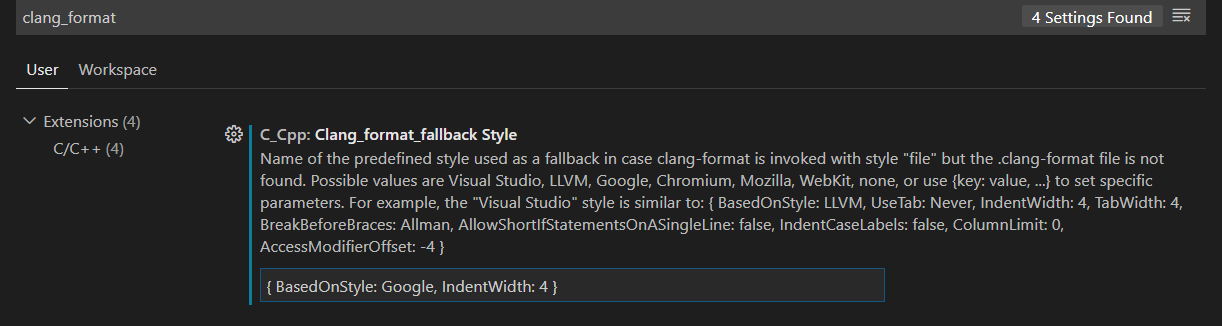 clang_format
4 Settings Found
User Workspace
Extensions (4)
C/C++ (4)
C_Cpp: Clang_format_fallback Style
Name of the predefined style used as a fallback in case clang-format is invoked with style "file" but the .clang-format file is not
found. Possible values are Visual Studio, LLVM, Google, Chromium, Mozilla, WebKit, none, or use {key: value, ...} to set specific
parameters. For example, the "Visual Studio" style is similar to: { BasedOnStyle: LLVM, UseTab: Never, IndentWidth: 4, TabWidth: 4,
BreakBeforeBraces: Allman, AllowShortIfStatementsOnASingleLine: false, IndentCaseLabels: false, ColumnLimit: 0,
AccessModifierOffset: -4 }
{ BasedOnStyle: Google, IndentWidth: 4 }